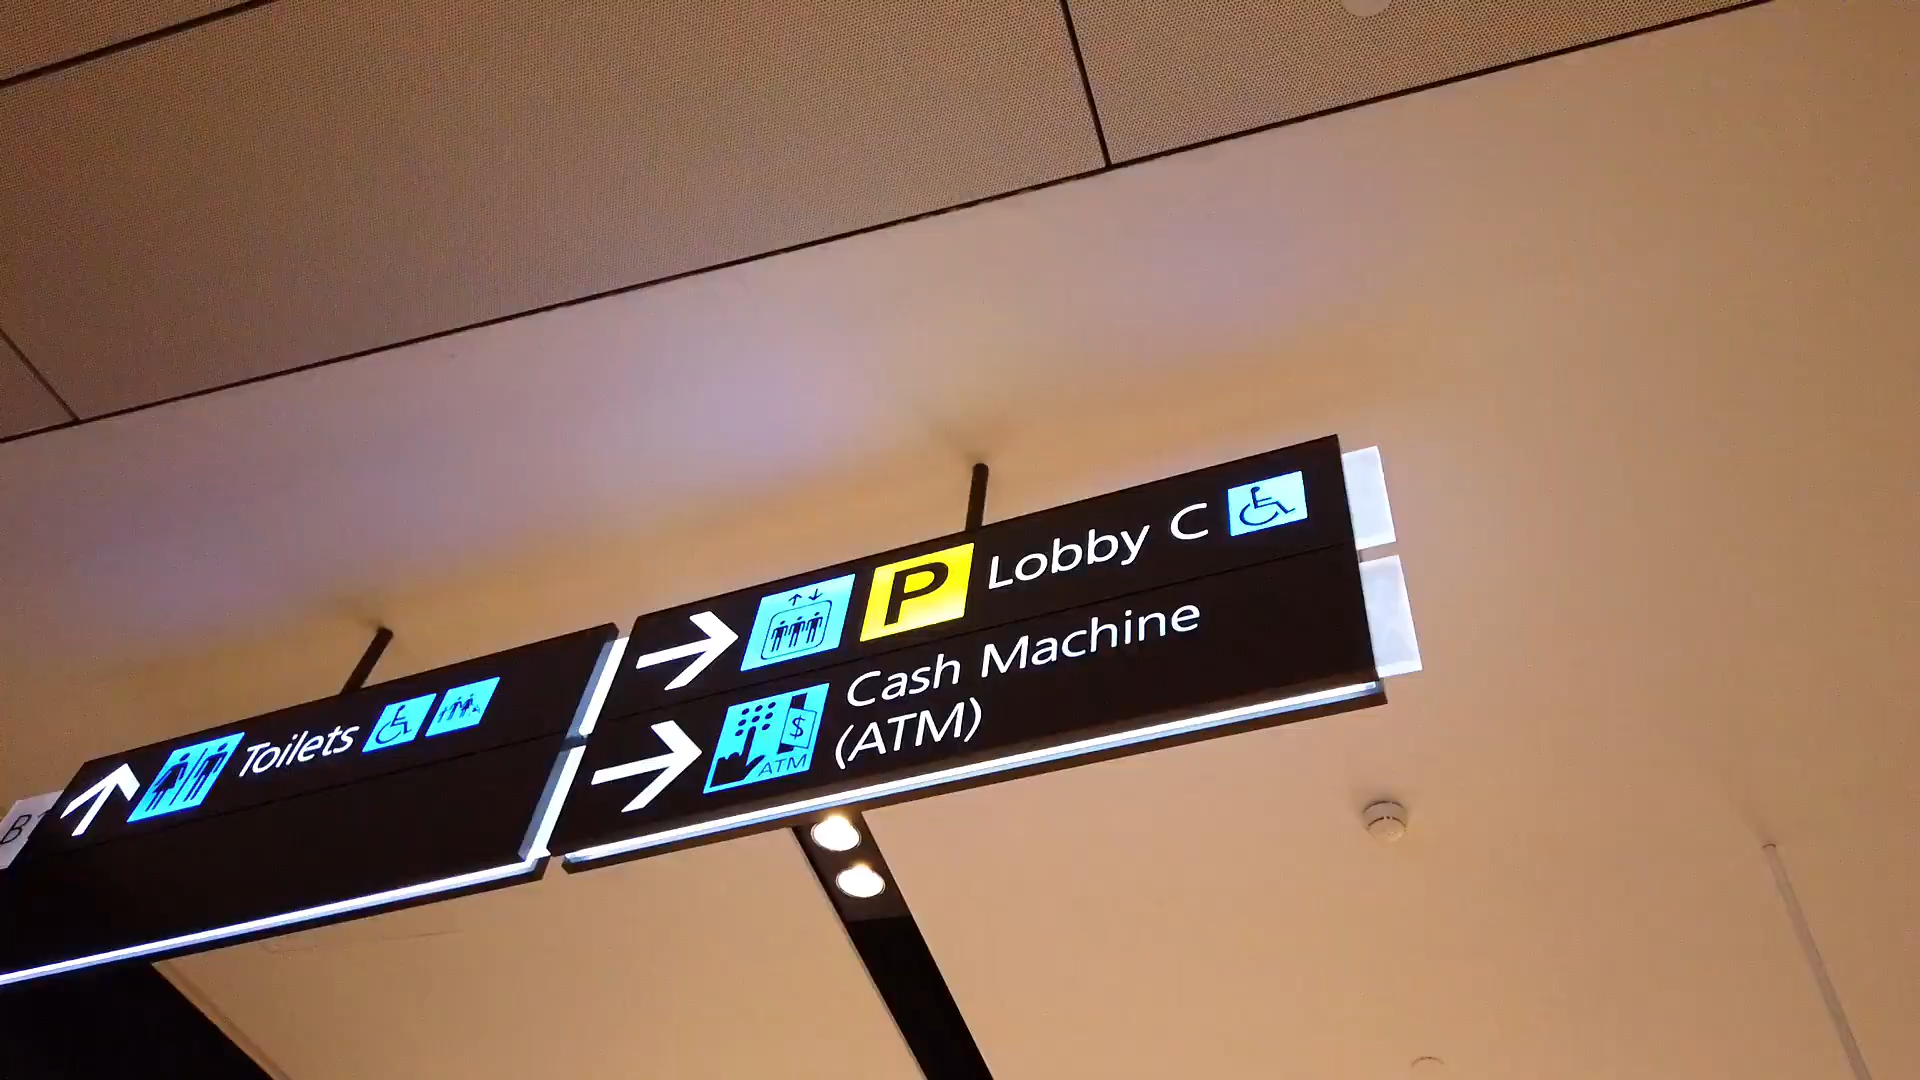 Toilets
P Lobby C
Cash Machine
(ATM)
ATM
$